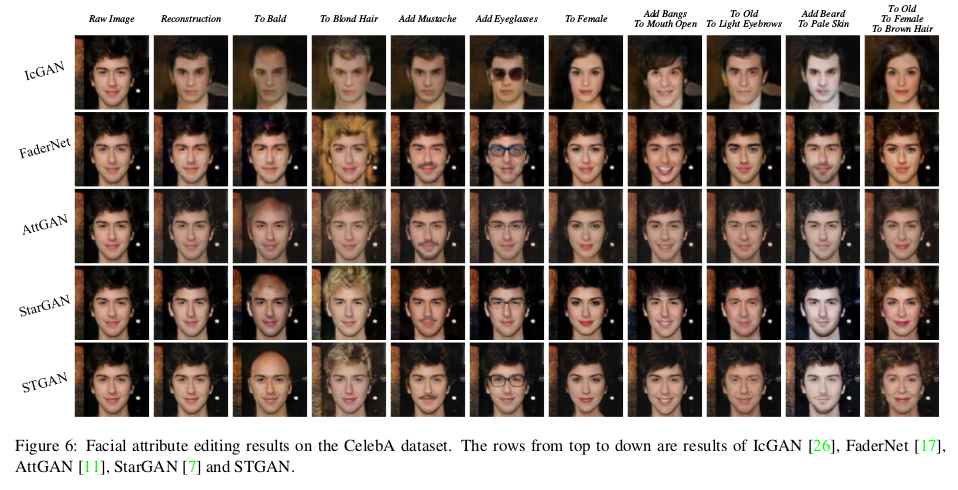 Raw Image Reconstruction To Bald To Blond Hair Add Mustache Add Eyeglasses To Female Add Bangs To Mouth Open To Old To Light Eyebrows Add Beard To Pale Skin To Old To Female To Brown Hair
IcGAN
FaderNet
AttGAN
StarGAN
STGAN
Figure 6: Facial attribute editing results on the CelebA dataset. The rows from top to down are results of IcGAN [26], FaderNet [17],
AttGAN [11], StarGAN [7] and STGAN.